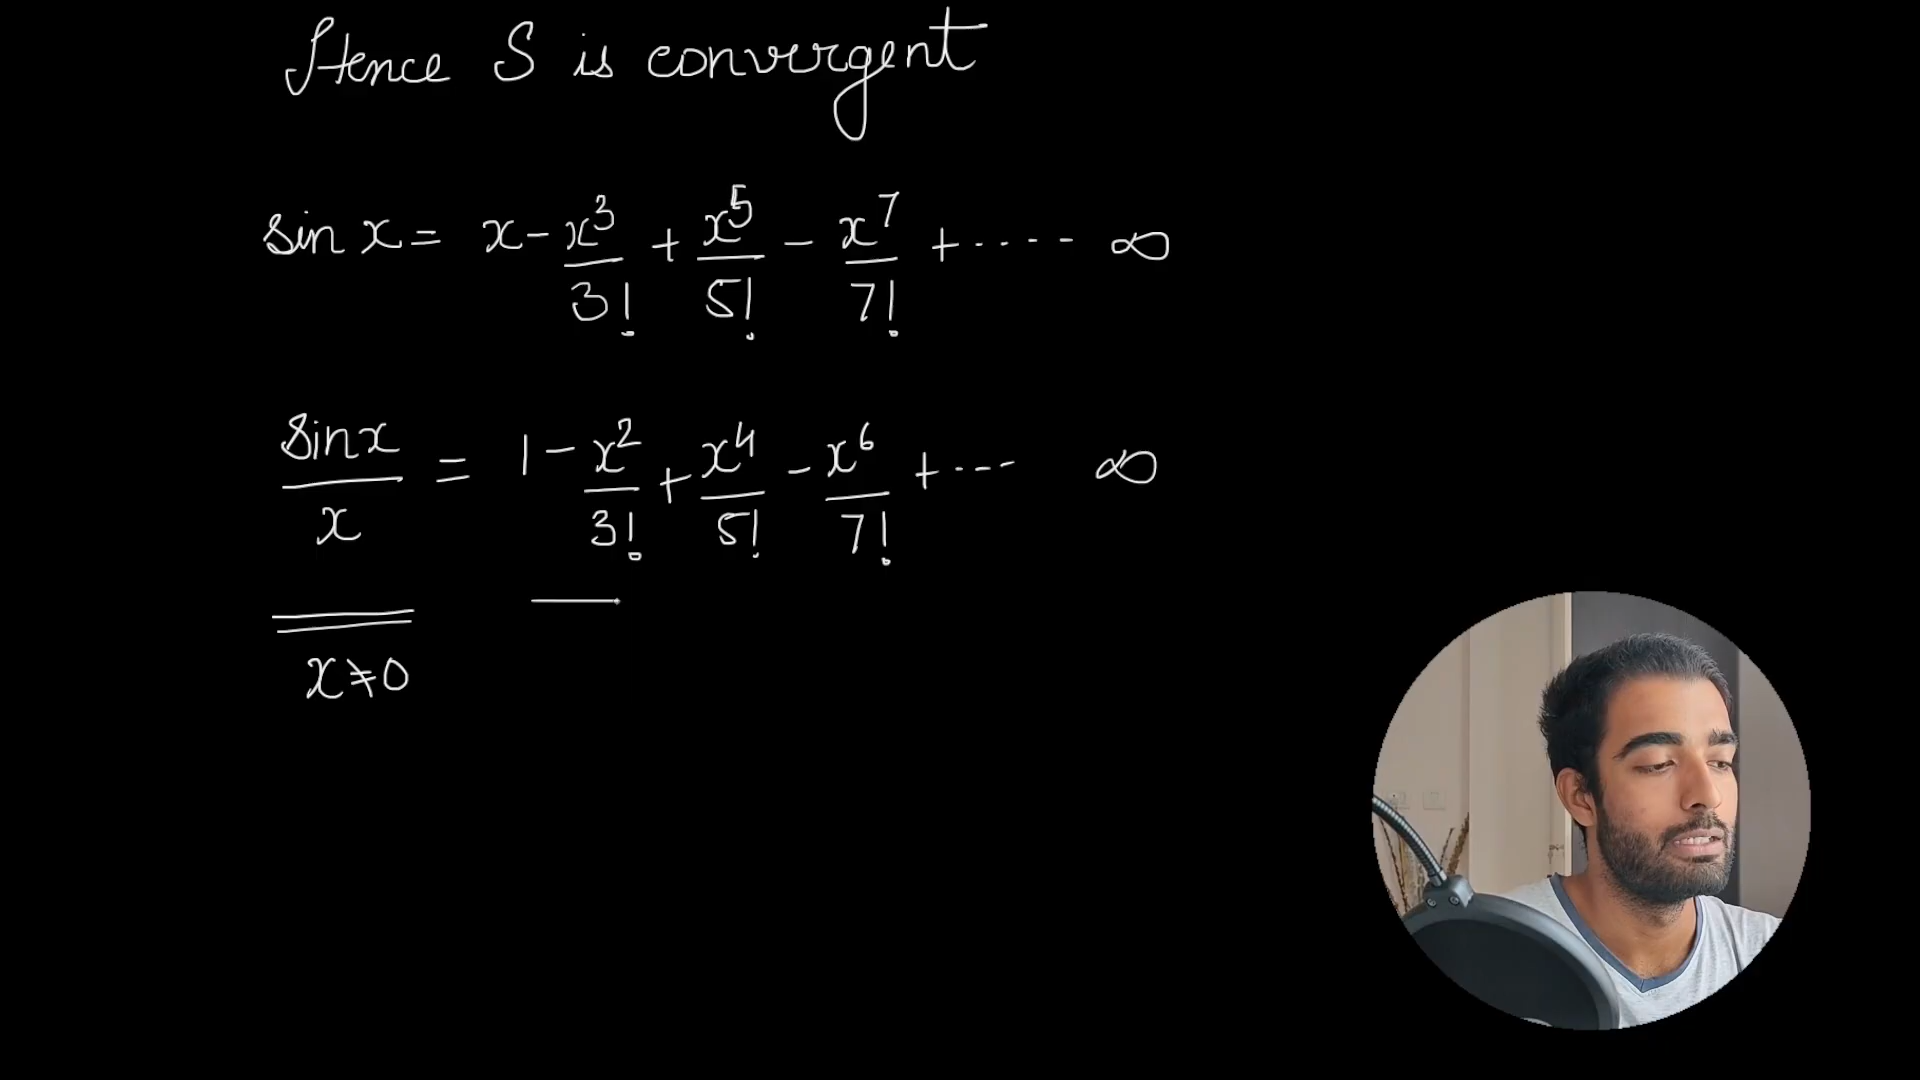 Hence S is convergent
sin x = x - x³/3! + x⁵/5! - x⁷/7! + ····· ∞
sin x/x = 1 - x²/3! + x⁴/5! - x⁶/7! + ··· ∞
x≠0